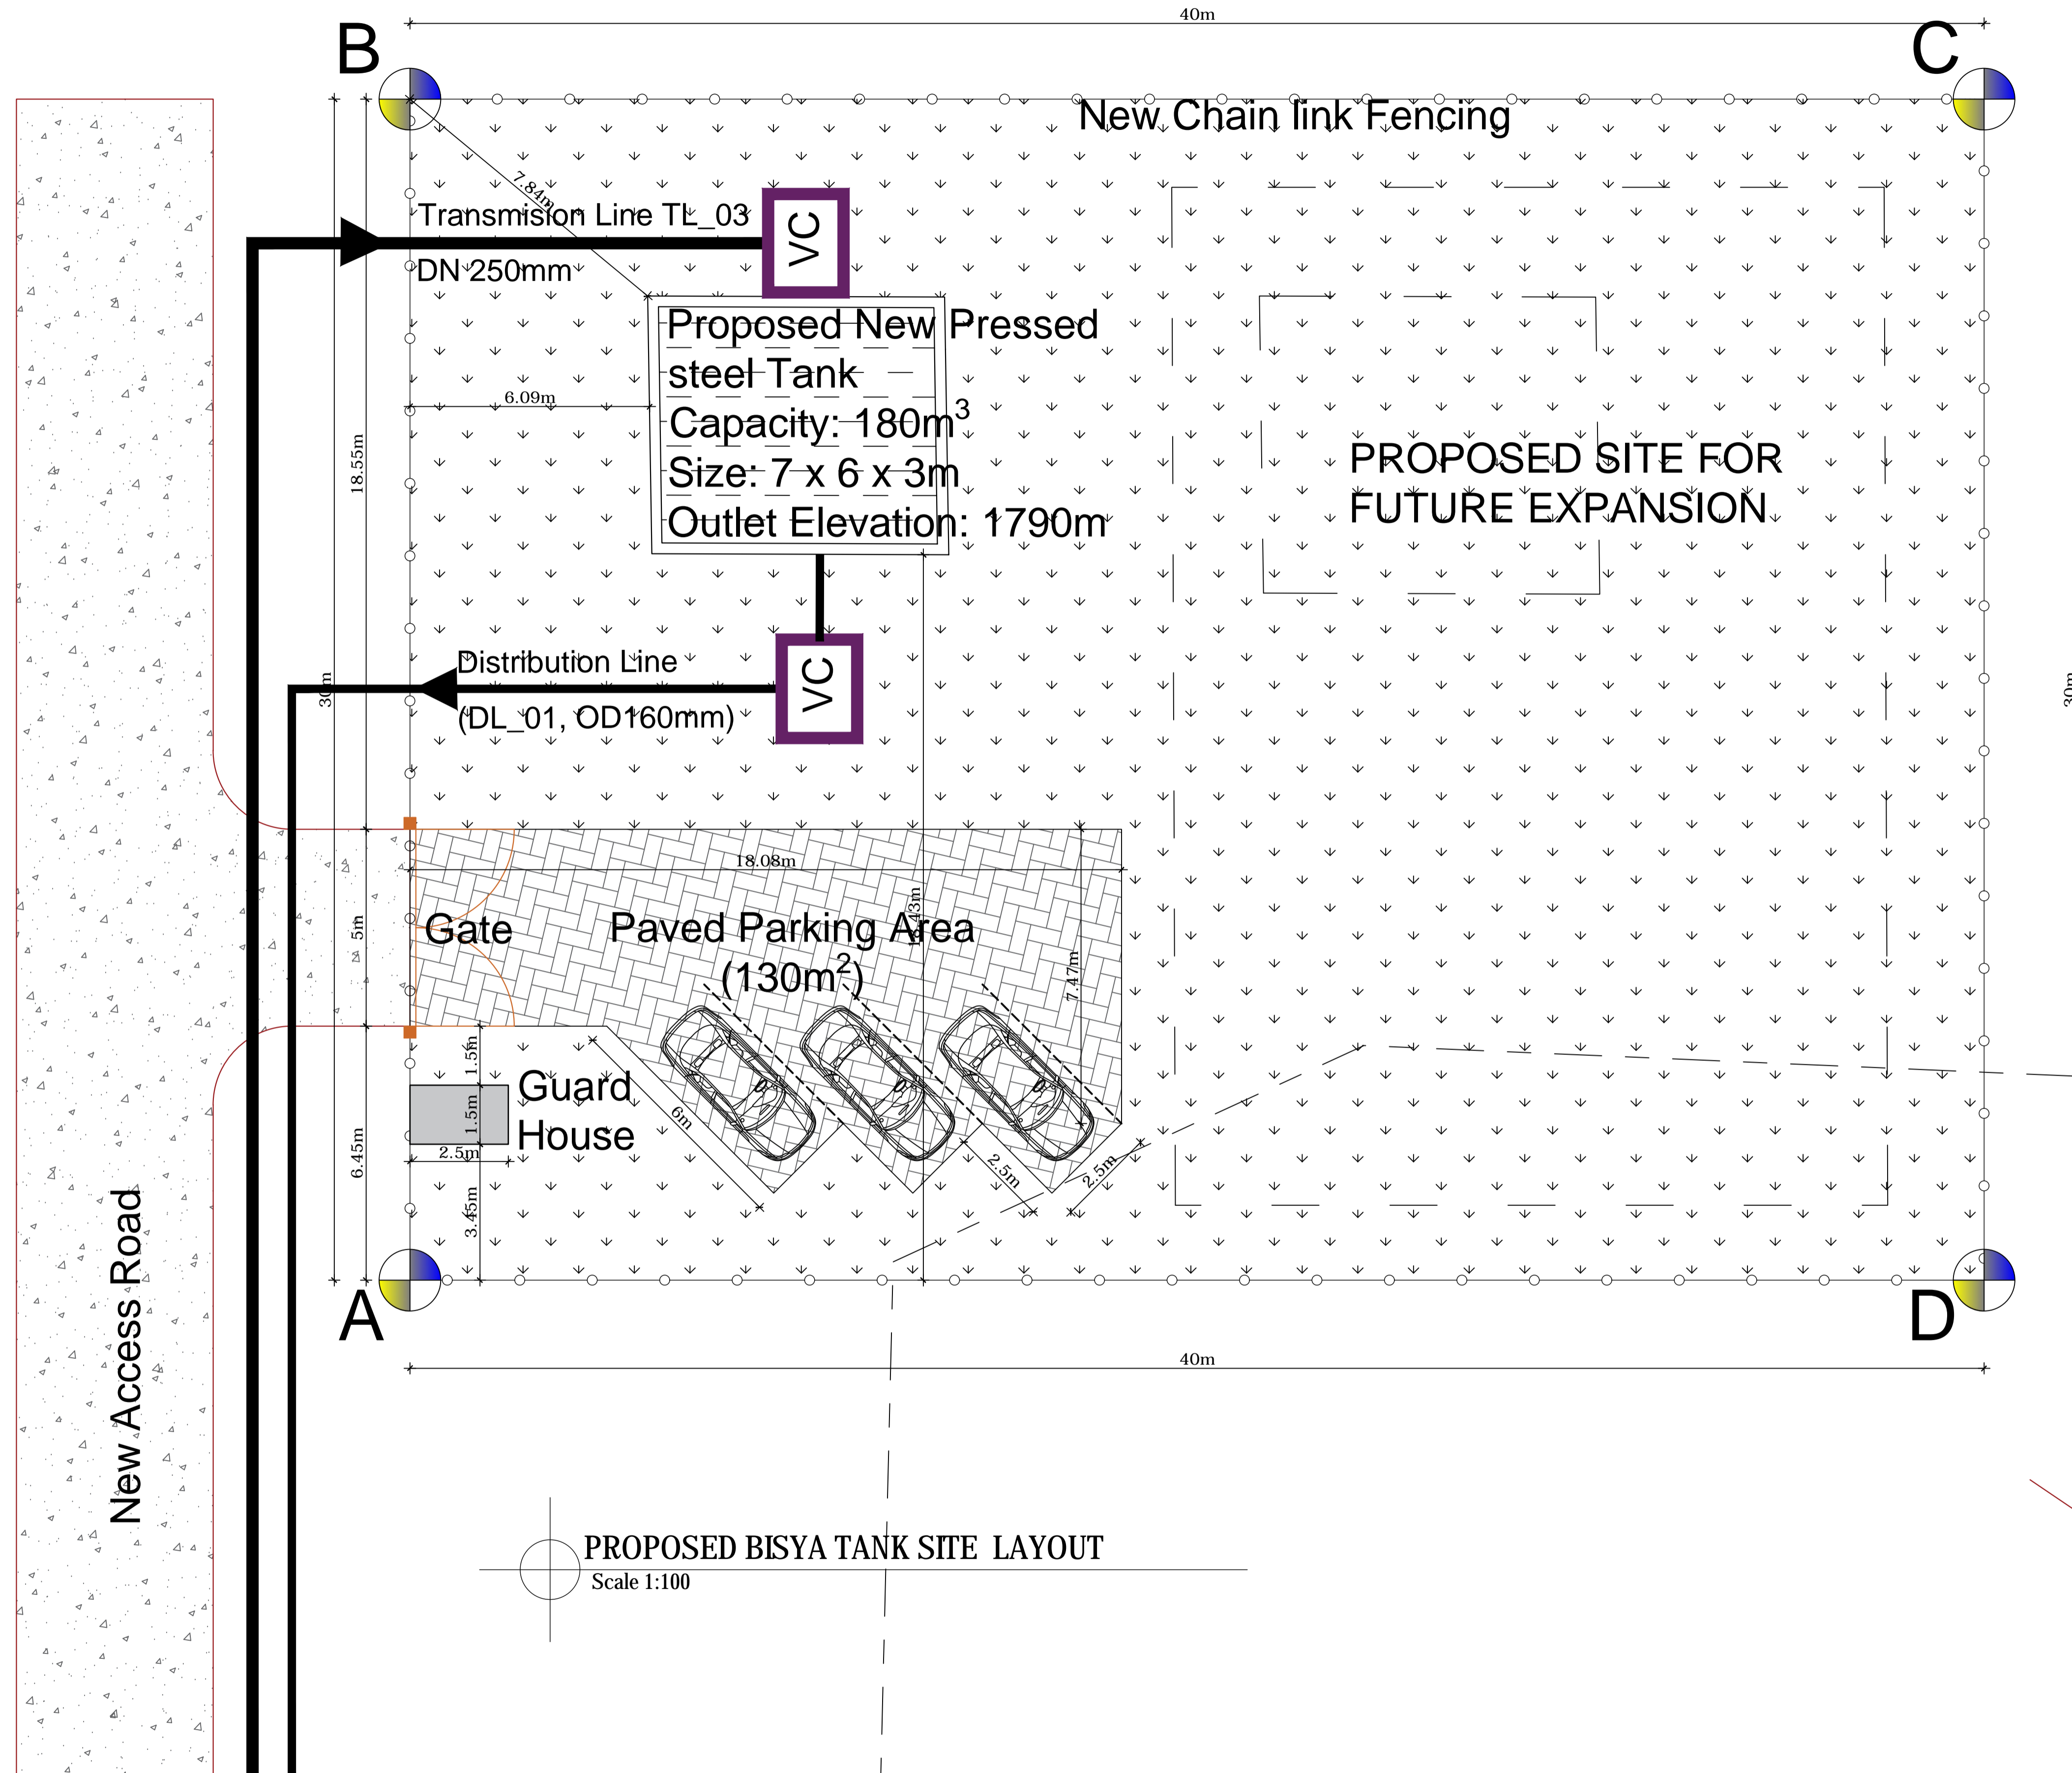 40m
B
C
New Chain link Fencing
7.84m
Transmision Line TL_03
DN 250mm
VC
Proposed New Pressed
steel Tank
Capacity: 180m³
Size: 7 x 6 x 3m
Outlet Elevation: 1790m
6.09m
18.55m
30m
PROPOSED SITE FOR
FUTURE EXPANSION
30m
Distribution Line
(DL_01, OD160mm)
VC
18.08m
5m
Gate
Paved Parking Area
(130m²)
7.47m
1.5m
Guard
House
1.5m
2.5m
6m
2.5m
2.5m
6.45m
3.45m
A
D
40m
New Access Road
PROPOSED BISYA TANK SITE LAYOUT
Scale 1:100